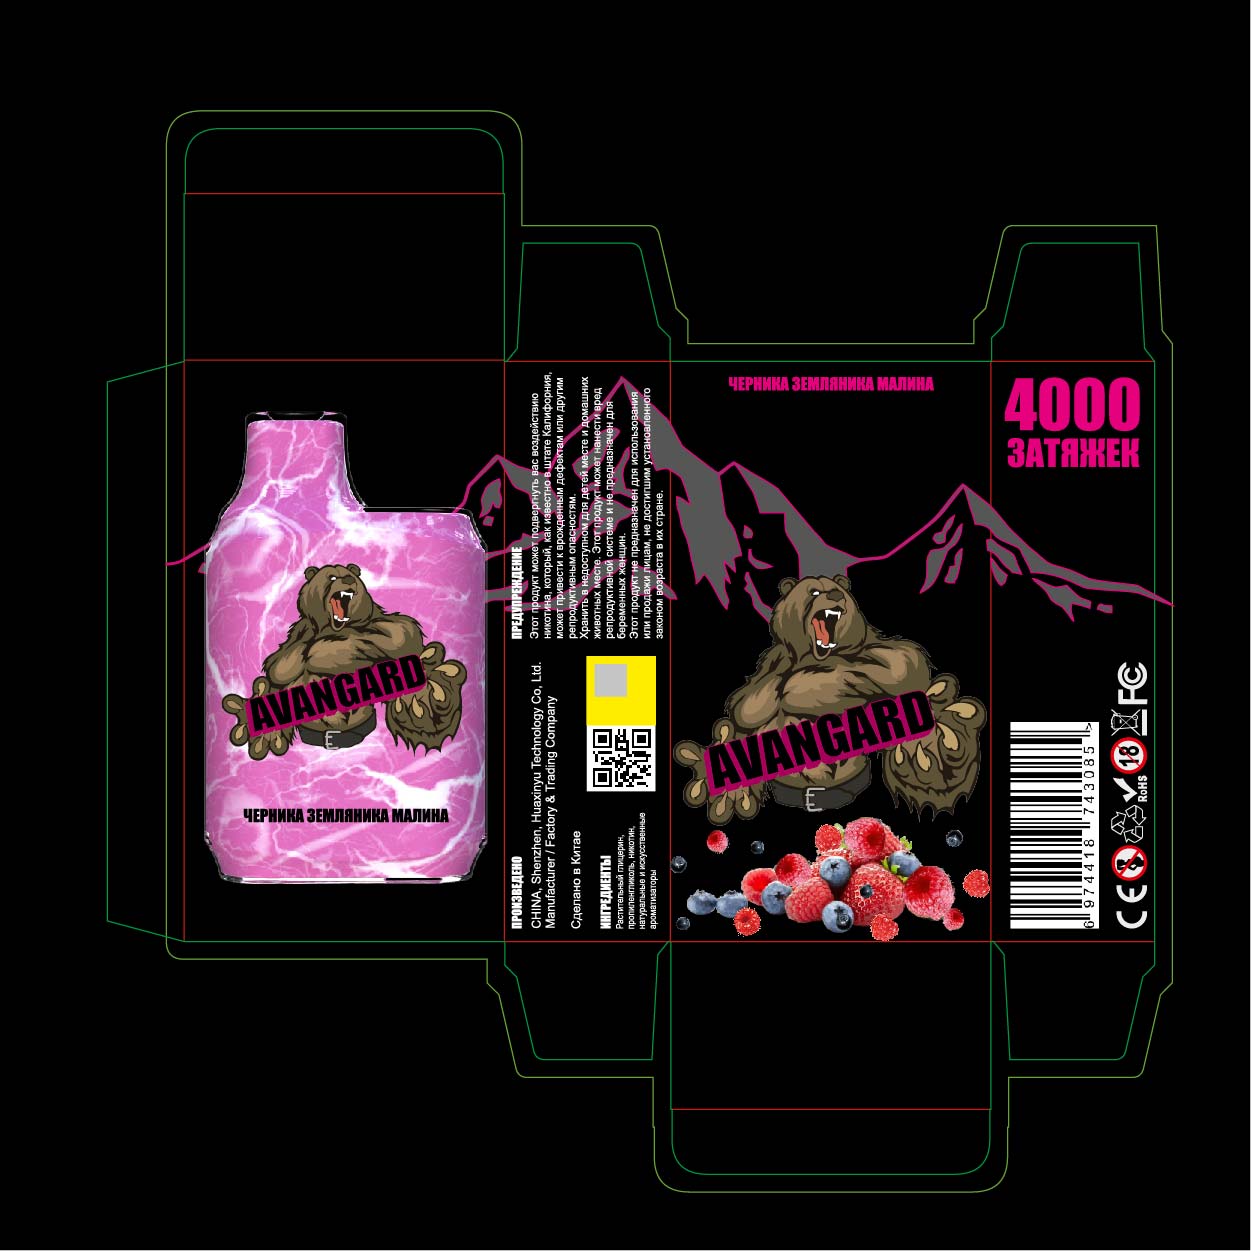 AVANGARD
ЧЕРНИКА ЗЕМЛЯНИКА МАЛИНА
ПРЕДУПРЕЖДЕНИЕ
Этот продукт может подвергнуть вас воздействию
никотина, который, как известно в штате Калифорния,
может привести к врожденным дефектам или другим
репродуктивным опасностям.
Хранить в недоступном для детей месте и домашних
животных месте. Этот продукт может нанести вред
репродуктивной системе и не предназначен для
беременных женщин.
Этот продукт не предназначен для использования
или продажи лицам, не достигшим установленного
законом возраста в их стране.
ПРОИЗВЕДЕНО
CHINA, Shenzhen, Huaxinyu Technology Co, Ltd.
Manufacturer / Factory & Trading Company
Сделано в Китае
ИНГРЕДИЕНТЫ
Растительный глицерин,
пропиленгликоль, никотин,
натуральные и искусственные
ароматизаторы
ЧЕРНИКА ЗЕМЛЯНИКА МАЛИНА
AVANGARD
4000
ЗАТЯЖЕК
6 974418 743085 >
CE
RoHS
18
FC